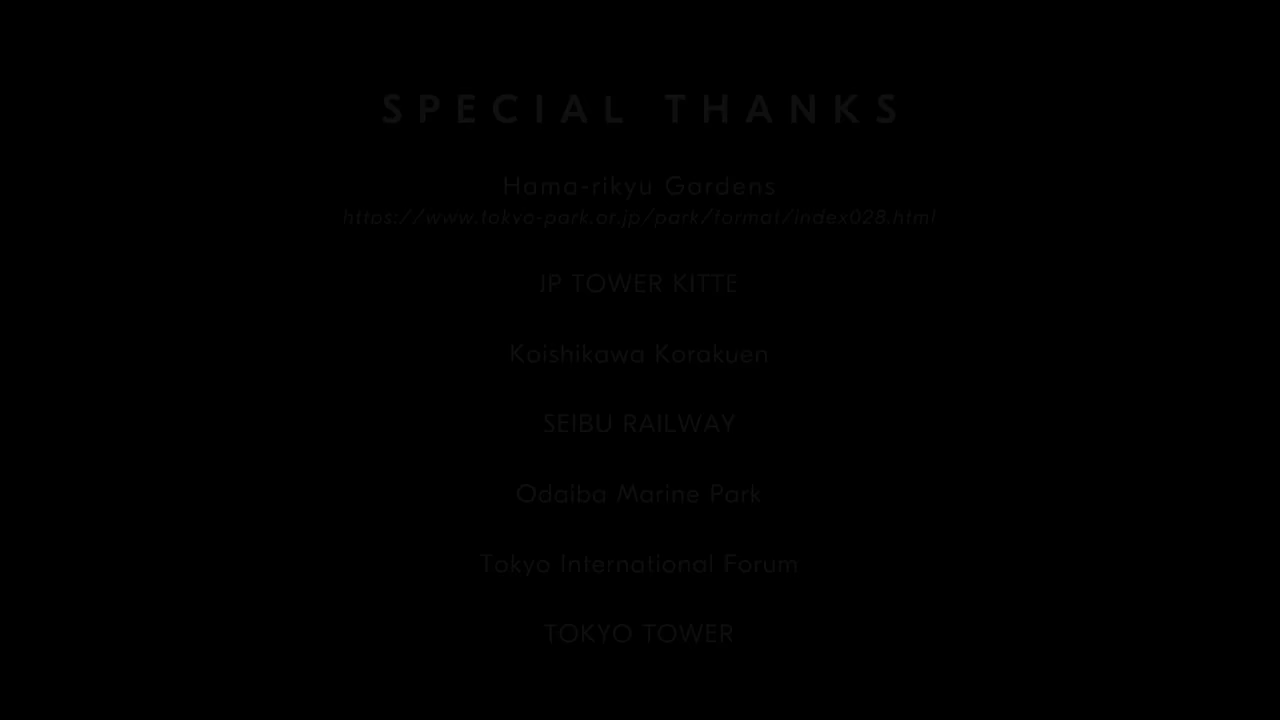 SPECIAL THANKS
Hama-rikyu Gardens
https://www.tokyo-park.or.jp/park/format/index028.html
JP TOWER KITTE
Koishikawa Korakuen
SEIBU RAILWAY
Odaiba Marine Park
Tokyo International Forum
TOKYO TOWER